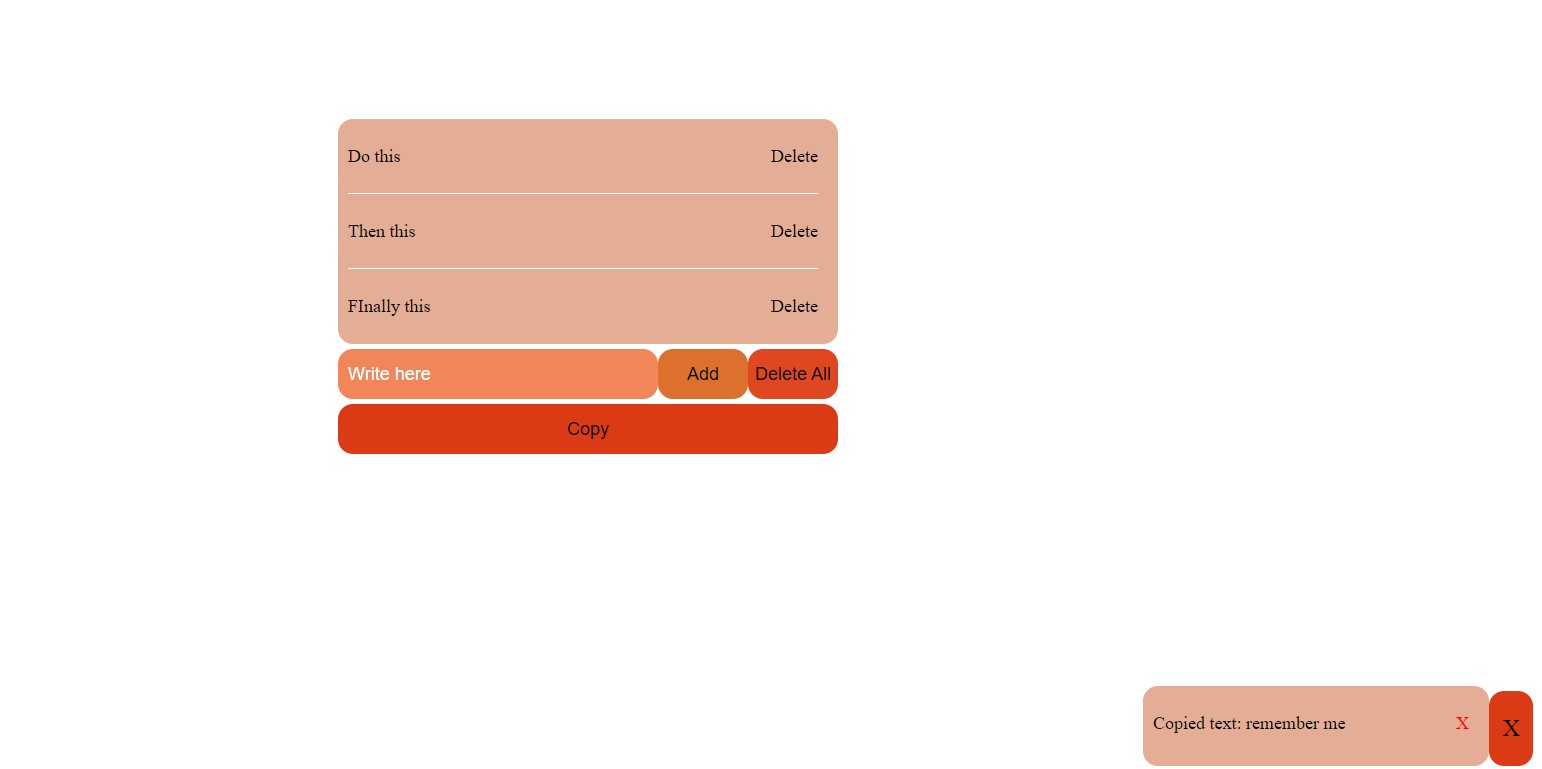 Do this Delete
Then this Delete
FInally this Delete
Write here Add Delete All
Copy
Copied text: remember me X X